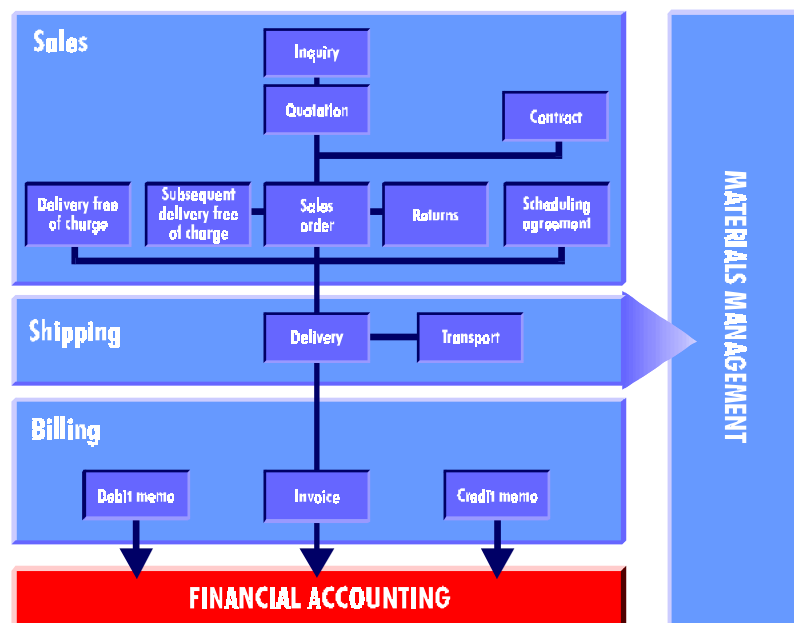 Sales
Inquiry
Quotation
Contract
Delivery free
of charge
Subsequent
delivery free
of charge
Sales
order
Returns
Scheduling
agreement
Shipping
Delivery
Transport
Billing
Debit memo
Invoice
Credit memo
FINANCIAL ACCOUNTING
MATERIALS MANAGEMENT